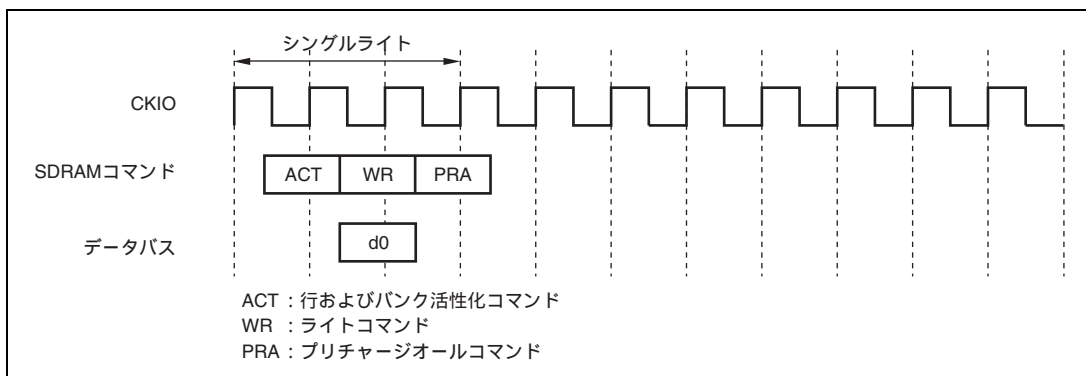 シングルライト
CKIO
SDRAMコマンド
ACT WR PRA
データバス
d0
ACT : 行およびバンク活性化コマンド
WR : ライトコマンド
PRA : プリチャージオールコマンド